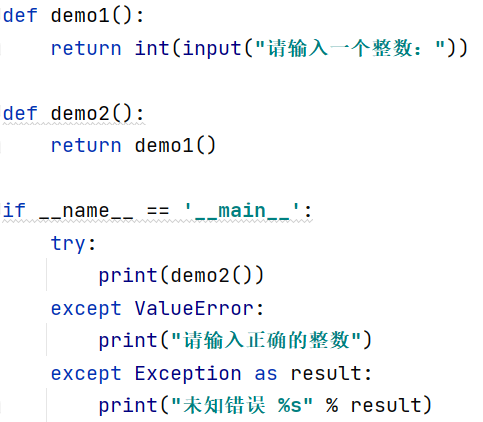 def demo1():
    return int(input("请输入一个整数："))
def demo2():
    return demo1()
if __name__ == '__main__':
    try:
        print(demo2())
    except ValueError:
        print("请输入正确的整数")
    except Exception as result:
        print("未知错误 %s" % result)